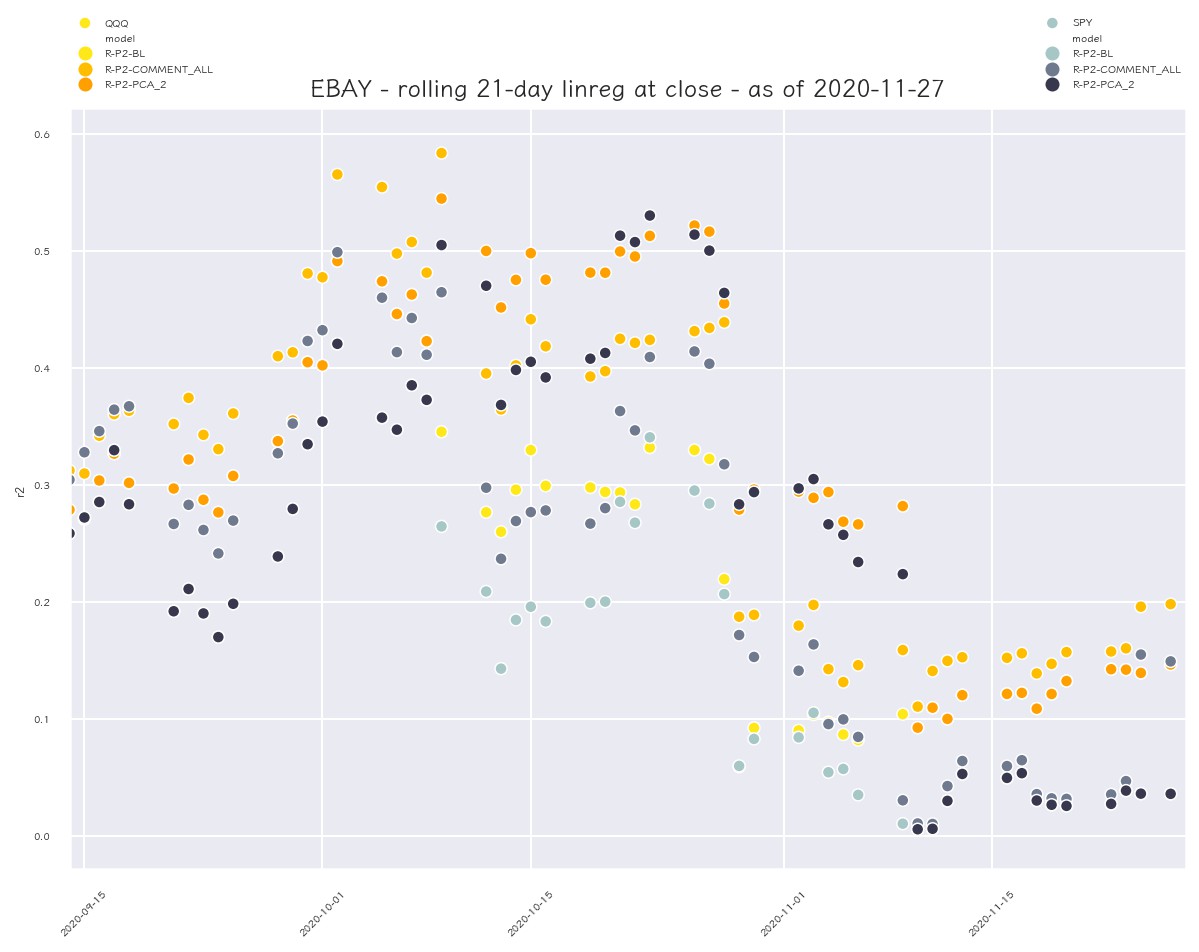 QQQ
model
R-P2-BL
R-P2-COMMENT_ALL
R-P2-PCA_2
SPY
model
R-P2-BL
R-P2-COMMENT_ALL
R-P2-PCA_2
EBAY - rolling 21-day linreg at close - as of 2020-11-27
0.6
0.5
0.4
0.3
0.2
0.1
0.0
r2
2020-09-15
2020-10-01
2020-10-15
2020-11-01
2020-11-15